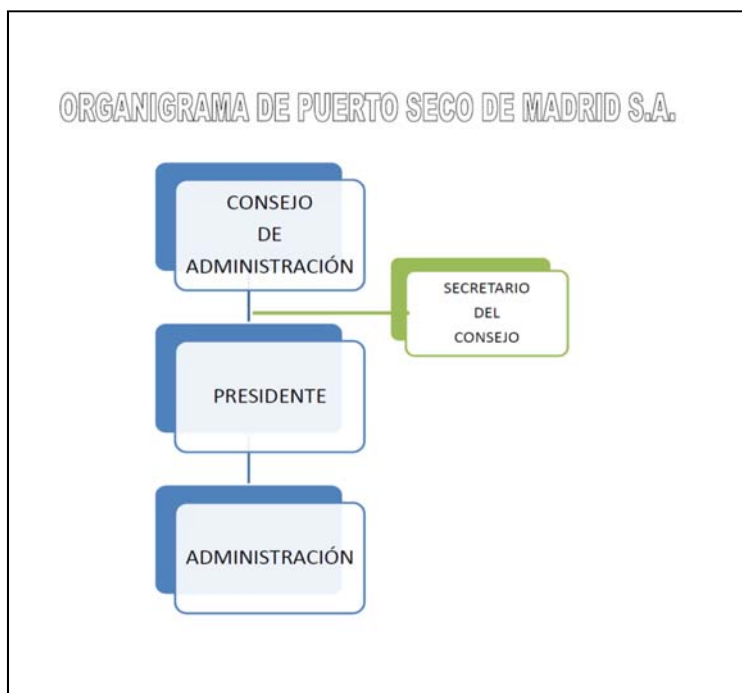 ORGANIGRAMA DE PUERTO SECO DE MADRID S.A.
CONSEJO
DE
ADMINISTRACIÓN
SECRETARIO
DEL
CONSEJO
PRESIDENTE
ADMINISTRACIÓN